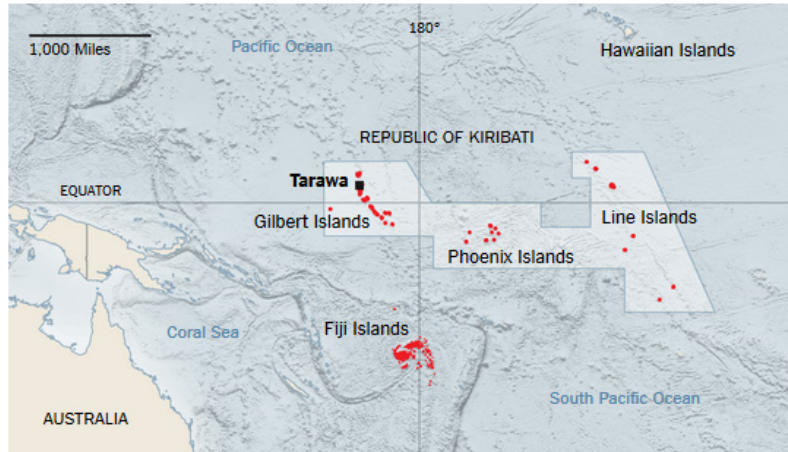 180°
1,000 Miles
Pacific Ocean
Hawaiian Islands
REPUBLIC OF KIRIBATI
Tarawa
EQUATOR
Gilbert Islands
Line Islands
Phoenix Islands
Fiji Islands
Coral Sea
South Pacific Ocean
AUSTRALIA